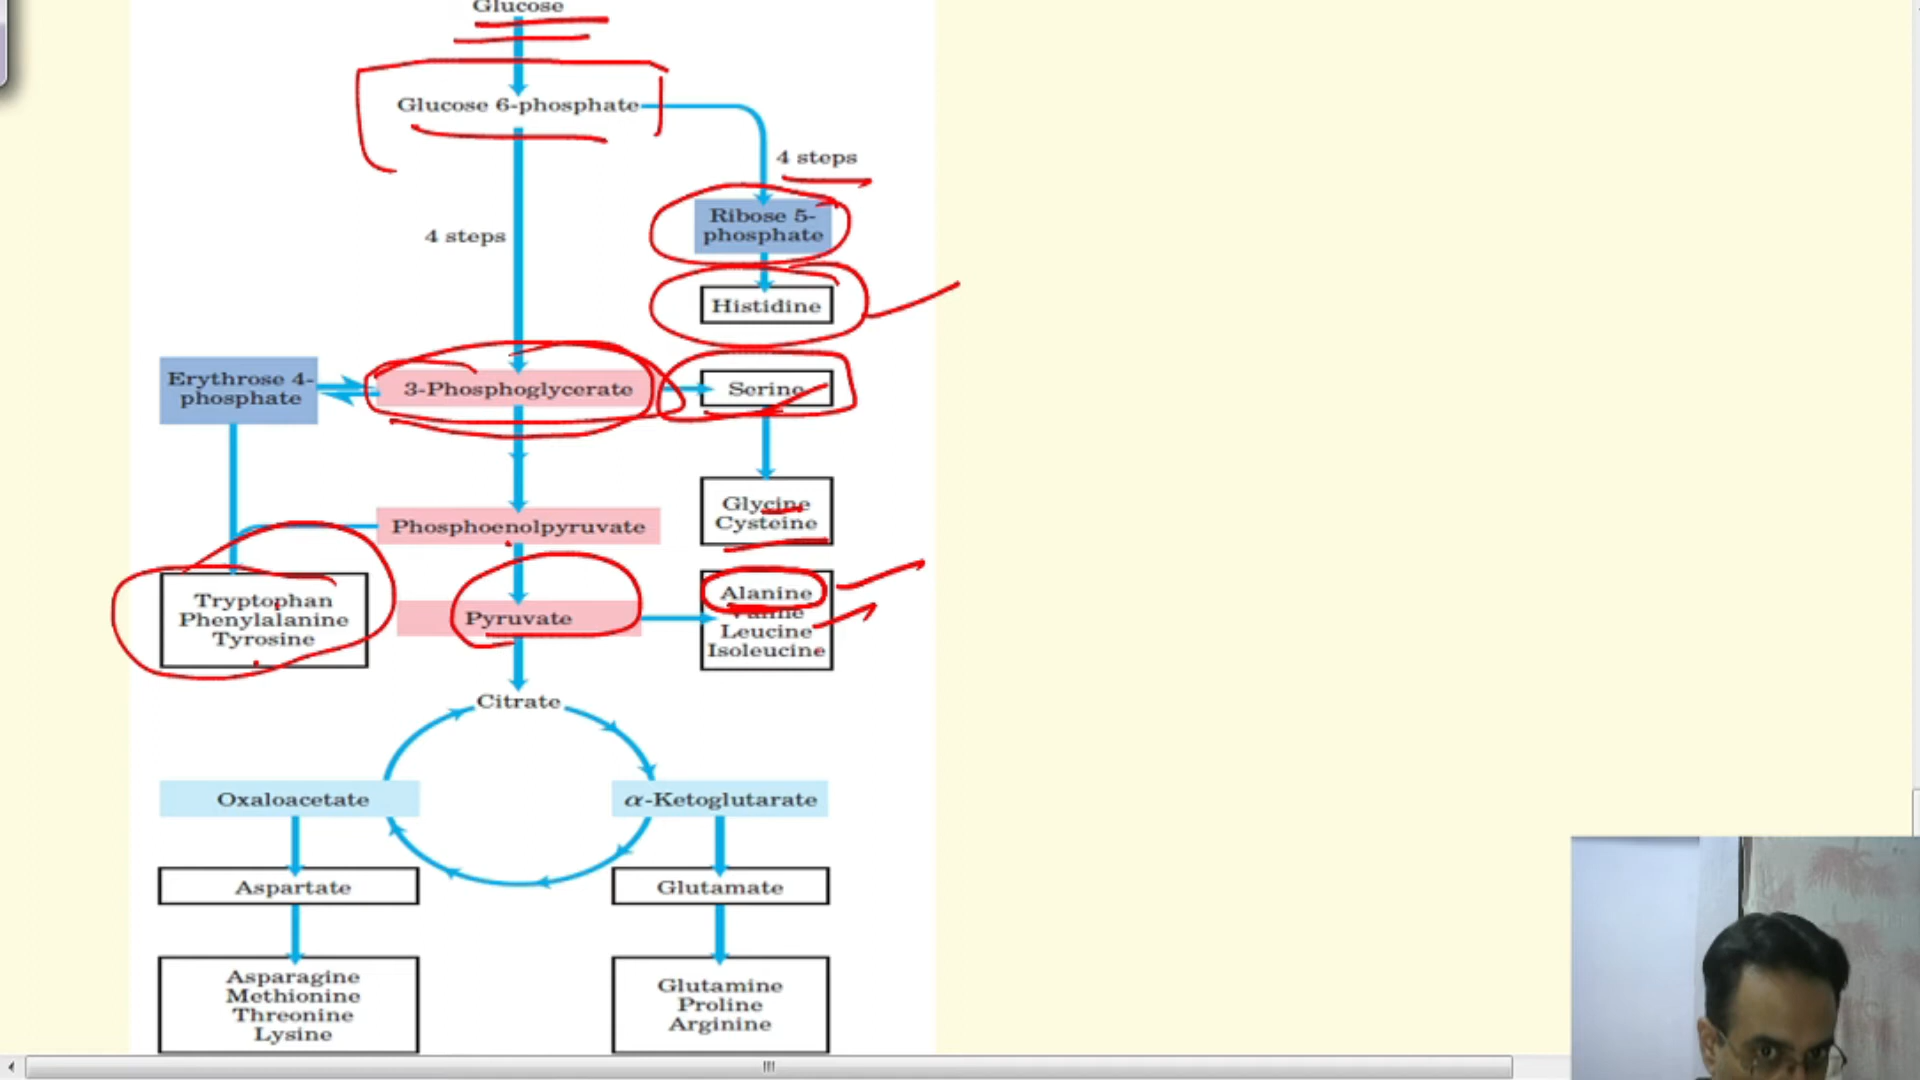 Glucose
Glucose 6-phosphate
4 steps
Ribose 5-
phosphate
4 steps
Histidine
Erythrose 4-
phosphate
3-Phosphoglycerate
Serine
Glycine
Cysteine
Phosphoenolpyruvate
Tryptophan
Phenylalanine
Tyrosine
Pyruvate
Alanine
Valine
Leucine
Isoleucine
Citrate
Oxaloacetate
α-Ketoglutarate
Aspartate
Glutamate
Asparagine
Methionine
Threonine
Lysine
Glutamine
Proline
Arginine